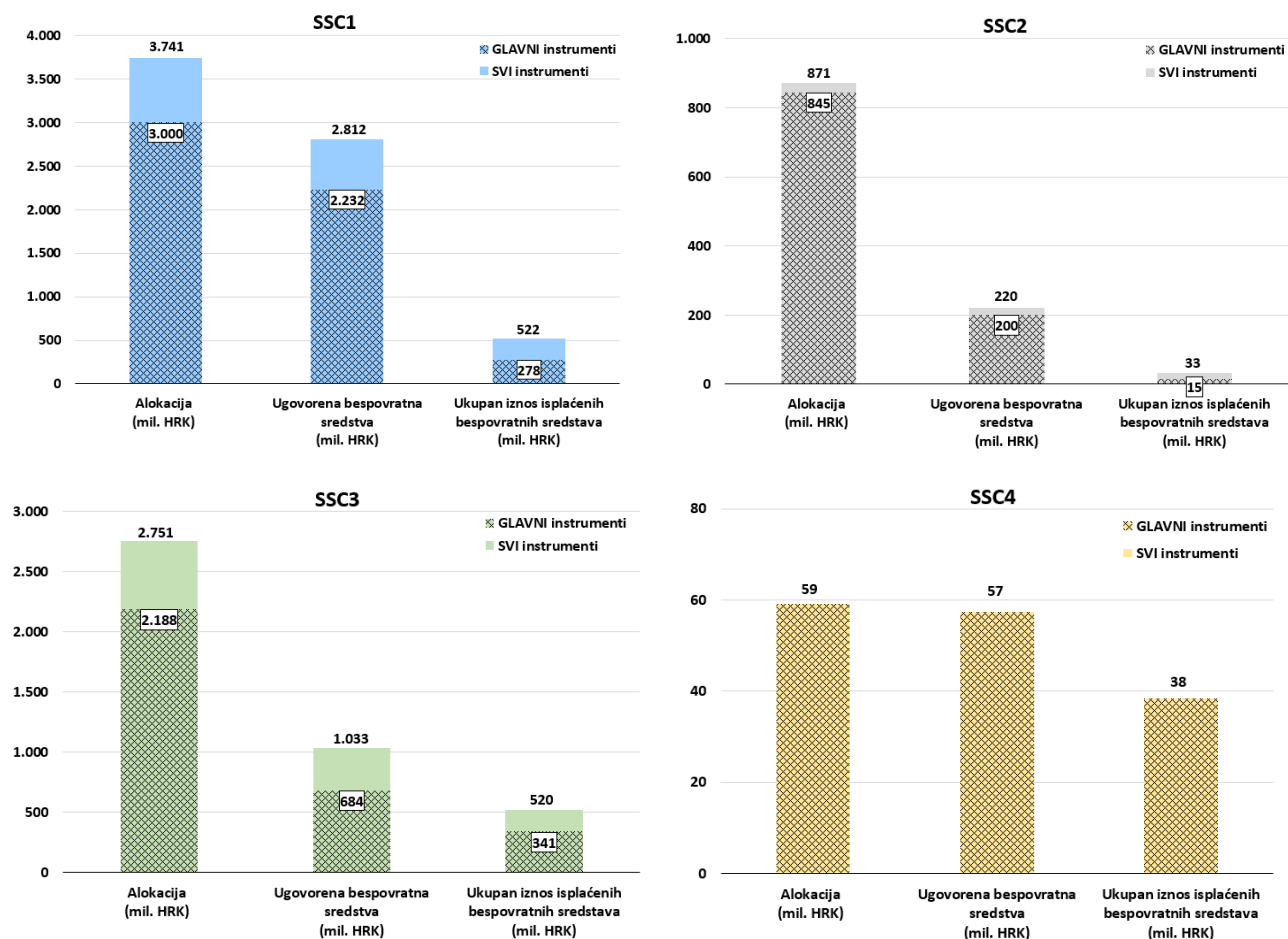 SSC1
GLAVNI instrumenti
SVI instrumenti
4.000
3.500
3.000
2.500
2.000
1.500
1.000
500
0
3.741
3.000
2.812
2.232
522
278
Alokacija
(mil. HRK)
Ugovorena bespovratna
sredstva
(mil. HRK)
Ukupan iznos isplaćenih
bespovratnih sredstava
(mil. HRK)
SSC2
GLAVNI instrumenti
SVI instrumenti
1.000
800
600
400
200
0
871
845
220
200
33
15
Alokacija
(mil. HRK)
Ugovorena bespovratna
sredstva
(mil. HRK)
Ukupan iznos isplaćenih
bespovratnih sredstava
(mil. HRK)
SSC3
GLAVNI instrumenti
SVI instrumenti
3.000
2.500
2.000
1.500
1.000
500
0
2.751
2.188
1.033
684
520
341
Alokacija
(mil. HRK)
Ugovorena bespovratna
sredstva
(mil. HRK)
Ukupan iznos isplaćenih
bespovratnih sredstava
(mil. HRK)
SSC4
GLAVNI instrumenti
SVI instrumenti
80
60
40
20
0
59
57
38
Alokacija
(mil. HRK)
Ugovorena bespovratna
sredstva
(mil. HRK)
Ukupan iznos isplaćenih
bespovratnih sredstava
(mil. HRK)